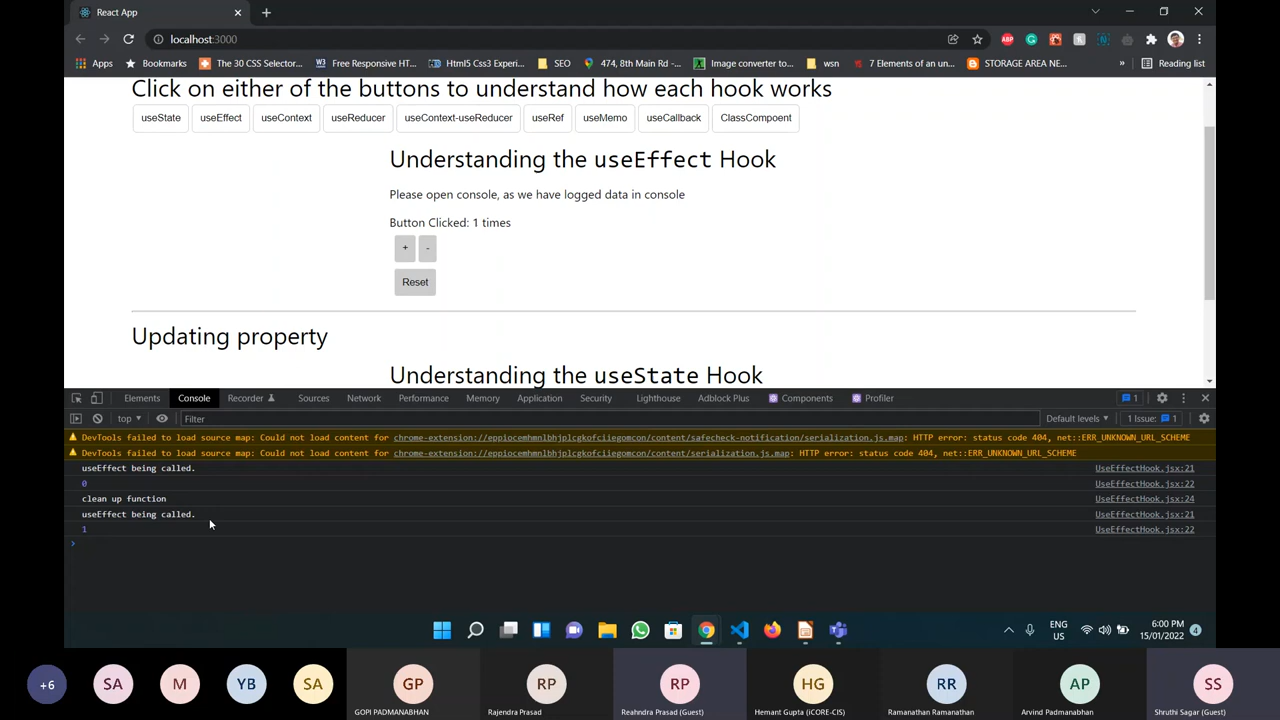 React App
localhost:3000
Apps
Bookmarks
The 30 CSS Selector...
Free Responsive HT...
Html5 Css3 Experi...
SEO
474, 8th Main Rd -...
Image converter to...
wsn
7 Elements of an un...
STORAGE AREA NE...
»
Reading list
Click on either of the buttons to understand how each hook works
useState
useEffect
useContext
useReducer
useContext-useReducer
useRef
useMemo
useCallback
ClassCompoent
Understanding the useEffect Hook
Please open console, as we have logged data in console
Button Clicked: 1 times
+ -
Reset
Updating property
Understanding the useState Hook
Elements
Console
Recorder
Sources
Network
Performance
Memory
Application
Security
Lighthouse
Adblock Plus
Components
Profiler
1
top
Filter
Default levels
1 Issue: 1
DevTools failed to load source map: Could not load content for chrome-extension://eppiocemhmnlbhjplcgkofciiegomcon/content/safecheck-notification/serialization.js.map: HTTP error: status code 404, net::ERR_UNKNOWN_URL_SCHEME
DevTools failed to load source map: Could not load content for chrome-extension://eppiocemhmnlbhjplcgkofciiegomcon/content/serialization.js.map: HTTP error: status code 404, net::ERR_UNKNOWN_URL_SCHEME
useEffect being called. UseEffectHook.jsx:21
0 UseEffectHook.jsx:22
clean up function UseEffectHook.jsx:24
useEffect being called. UseEffectHook.jsx:21
1 UseEffectHook.jsx:22
ENG
US
6:00 PM
15/01/2022
4
+6
SA
M
YB
SA
GP
GOPI PADMANABHAN
RP
Rajendra Prasad
RP
Reahndra Prasad (Guest)
HG
Hemant Gupta (iCORE-CIS)
RR
Ramanathan Ramanathan
AP
Arvind Padmanabhan
SS
Shruthi Sagar (Guest)